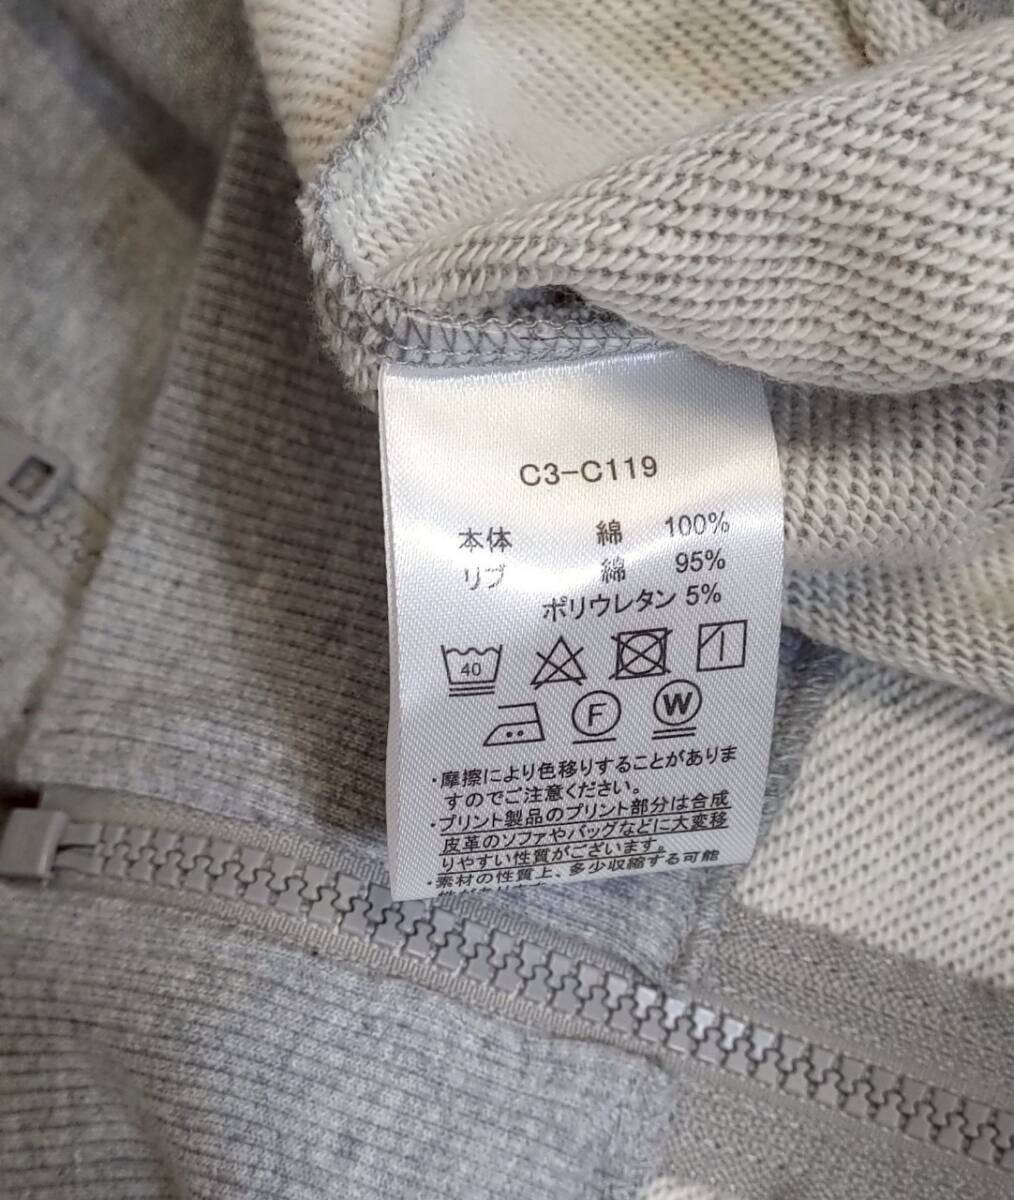 C3-C119
本体 綿 100%
リブ 綿 95%
ポリウレタン 5%
40
F W
・摩擦により色移りすることがありま
すのでご注意ください。
・プリント製品のプリント部分は合成
皮革のソファやバッグなどに大変移
りやすい性質がございます。
・素材の性質上、多少収縮する可能